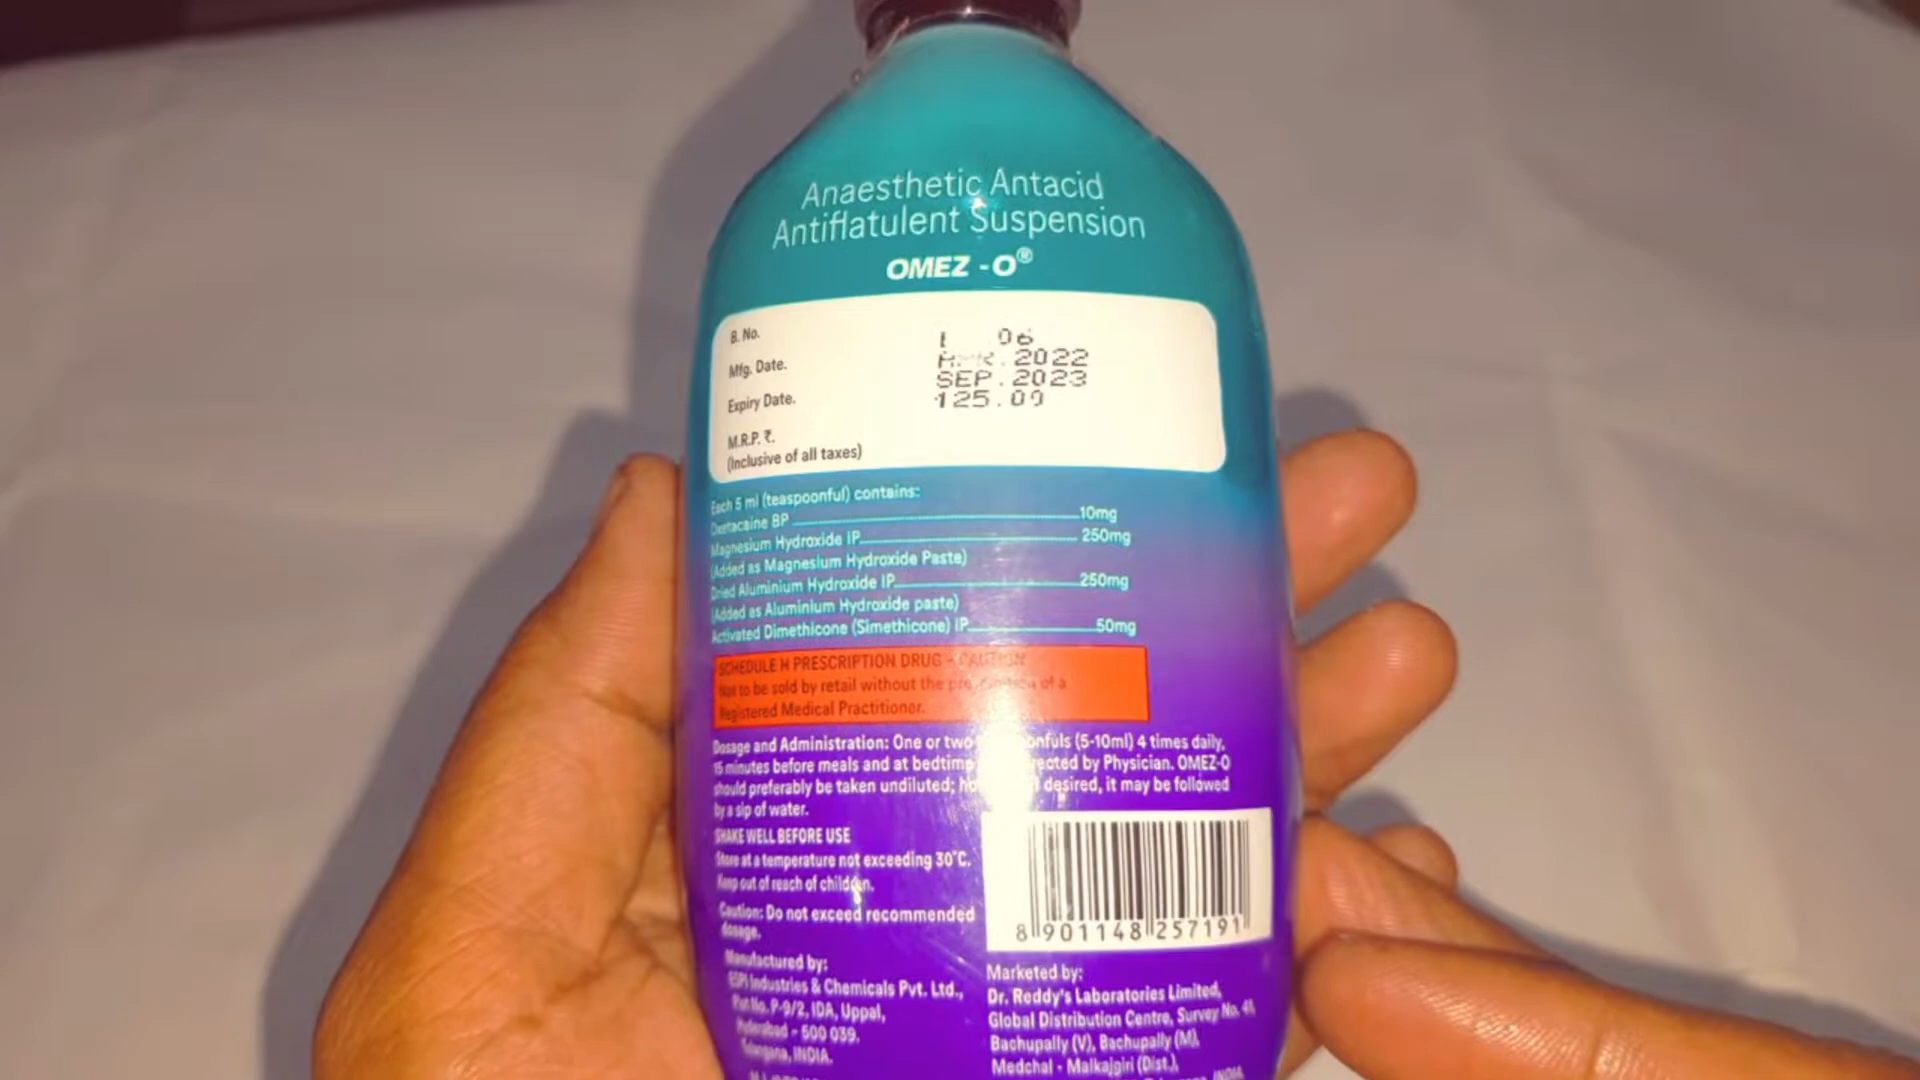 Anaesthetic Antacid
Antiflatulent Suspension
OMEZ -O®
B. No.
06
Mfg. Date.
2022
Expiry Date.
SEP.2023
M.R.P. ₹.
125.00
(Inclusive of all taxes)
Each 5 ml (teaspoonful) contains:
Oxetacaine BP 10mg
Magnesium Hydroxide IP 250mg
(Added as Magnesium Hydroxide Paste)
Dried Aluminium Hydroxide IP 250mg
(Added as Aluminium Hydroxide paste)
Activated Dimethicone (Simethicone) IP 50mg
SCHEDULE H PRESCRIPTION DRUG - CAUTION
Not to be sold by retail without the prescription of a
Registered Medical Practitioner.
Dosage and Administration: One or two (5-10ml) 4 times daily,
15 minutes before meals and at bedtime by Physician. OMEZ-O
should preferably be taken undiluted; desired, it may be followed
by a sip of water.
SHAKE WELL BEFORE USE
Store at a temperature not exceeding 30°C.
Keep out of reach of children.
Caution: Do not exceed recommended
dosage.
8 901148 257191
Manufactured by:
Industries & Chemicals Pvt. Ltd.,
Plot No. P-9/2, IDA, Uppal,
Hyderabad - 500 039.
Telangana, INDIA.
Marketed by:
Dr. Reddy's Laboratories Limited,
Global Distribution Centre, Survey No. 41,
Bachupally (V), Bachupally (M),
Medchal - Malkajgiri (Dist.),
INDIA